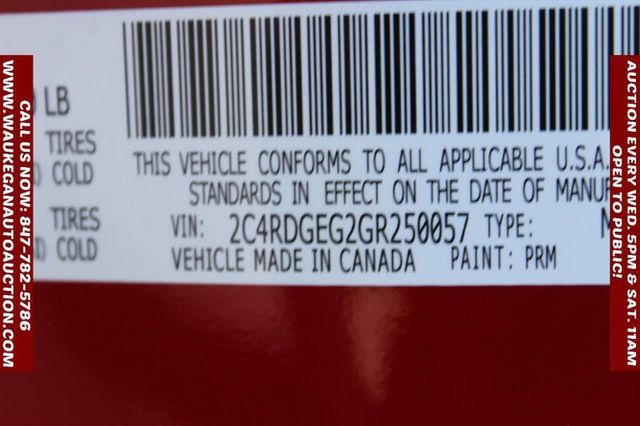 LB
TIRES
COLD
TIRES
COLD
THIS VEHICLE CONFORMS TO ALL APPLICABLE U.S.A.
STANDARDS IN EFFECT ON THE DATE OF MANUF
VIN: 2C4RDGEG2GR250057 TYPE: M
VEHICLE MADE IN CANADA PAINT: PRM
CALL US NOW: 847-782-5786
WWW.WAUKEGANAUTOAUCTION.COM
AUCTION EVERY WED. 5PM & SAT. 11AM
OPEN TO PUBLIC!